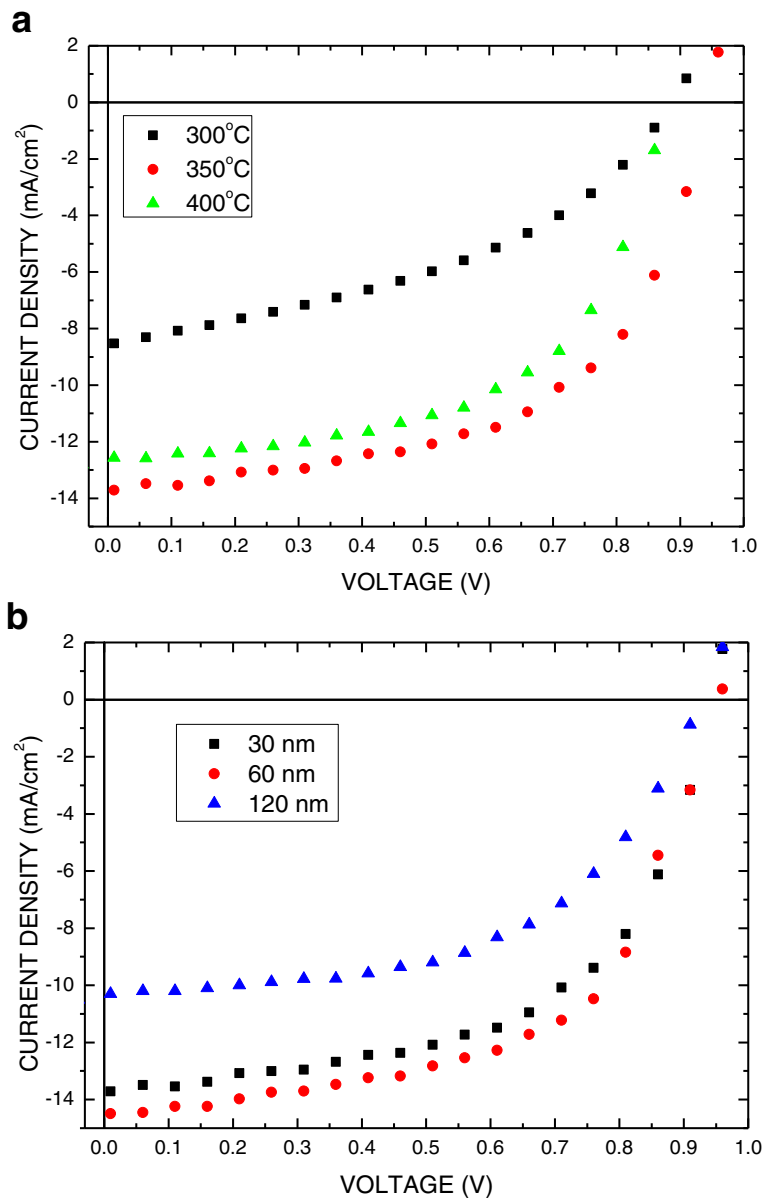 a
2
0
-2
-4
-6
-8
-10
-12
-14
CURRENT DENSITY (mA/cm²)
300°C
350°C
400°C
0.0 0.1 0.2 0.3 0.4 0.5 0.6 0.7 0.8 0.9 1.0
VOLTAGE (V)
b
2
0
-2
-4
-6
-8
-10
-12
-14
CURRENT DENSITY (mA/cm²)
30 nm
60 nm
120 nm
0.0 0.1 0.2 0.3 0.4 0.5 0.6 0.7 0.8 0.9 1.0
VOLTAGE (V)